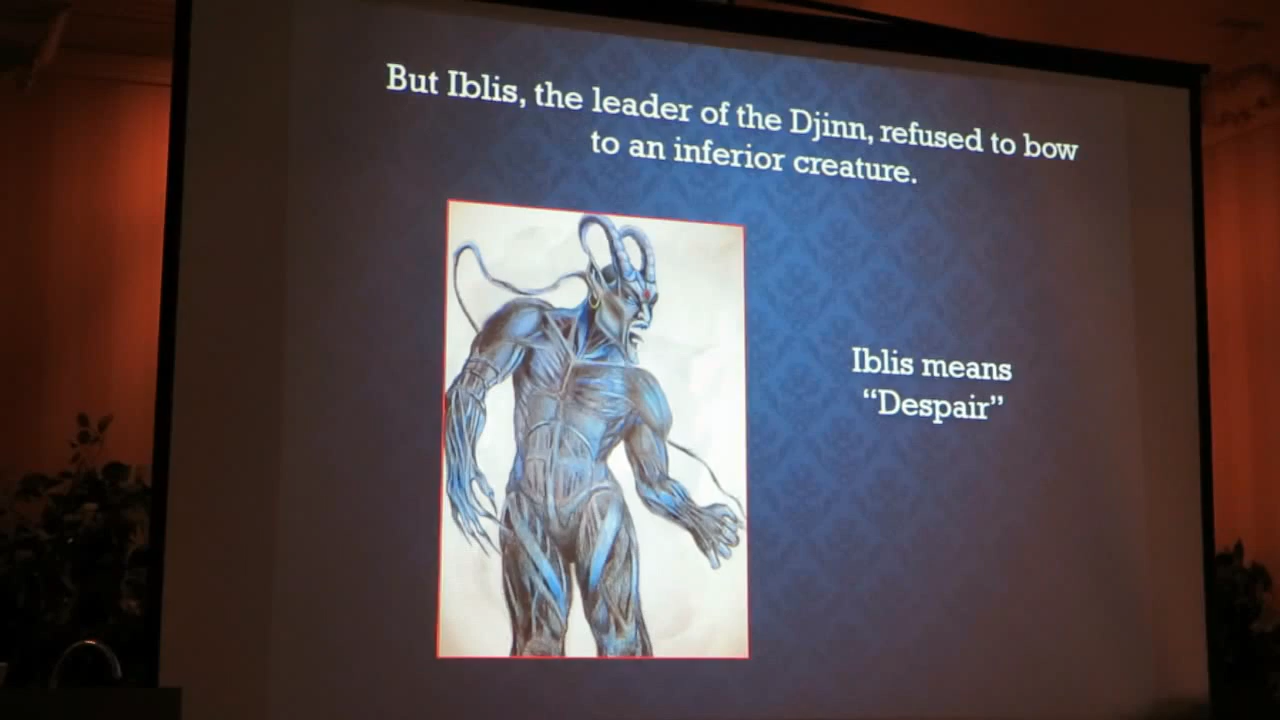 But Iblis, the leader of the Djinn, refused to bow
to an inferior creature.
Iblis means
“Despair”